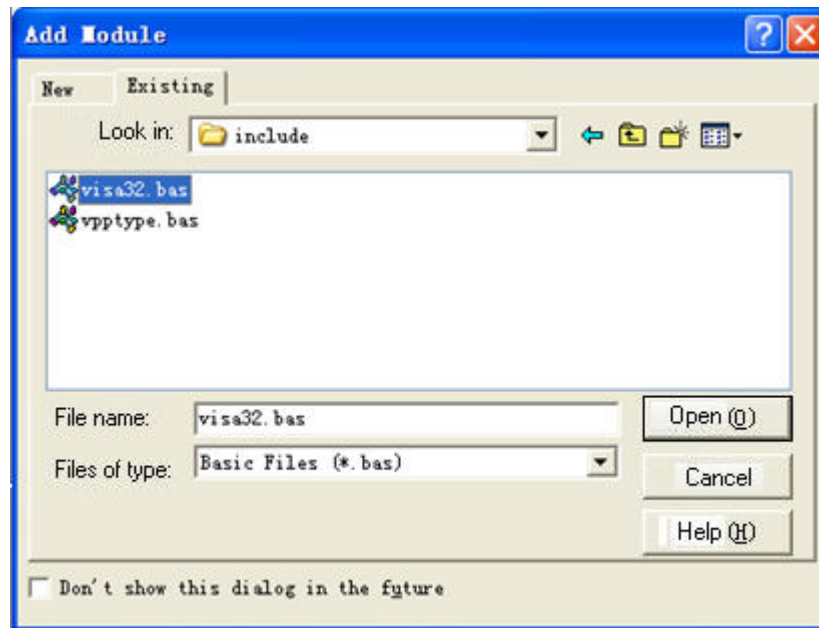 Add Module
New Existing
Look in: include
visa32.bas
vpptype.bas
File name: visa32.bas Open (O)
Files of type: Basic Files (*.bas)
Cancel
Help (H)
Don't show this dialog in the future